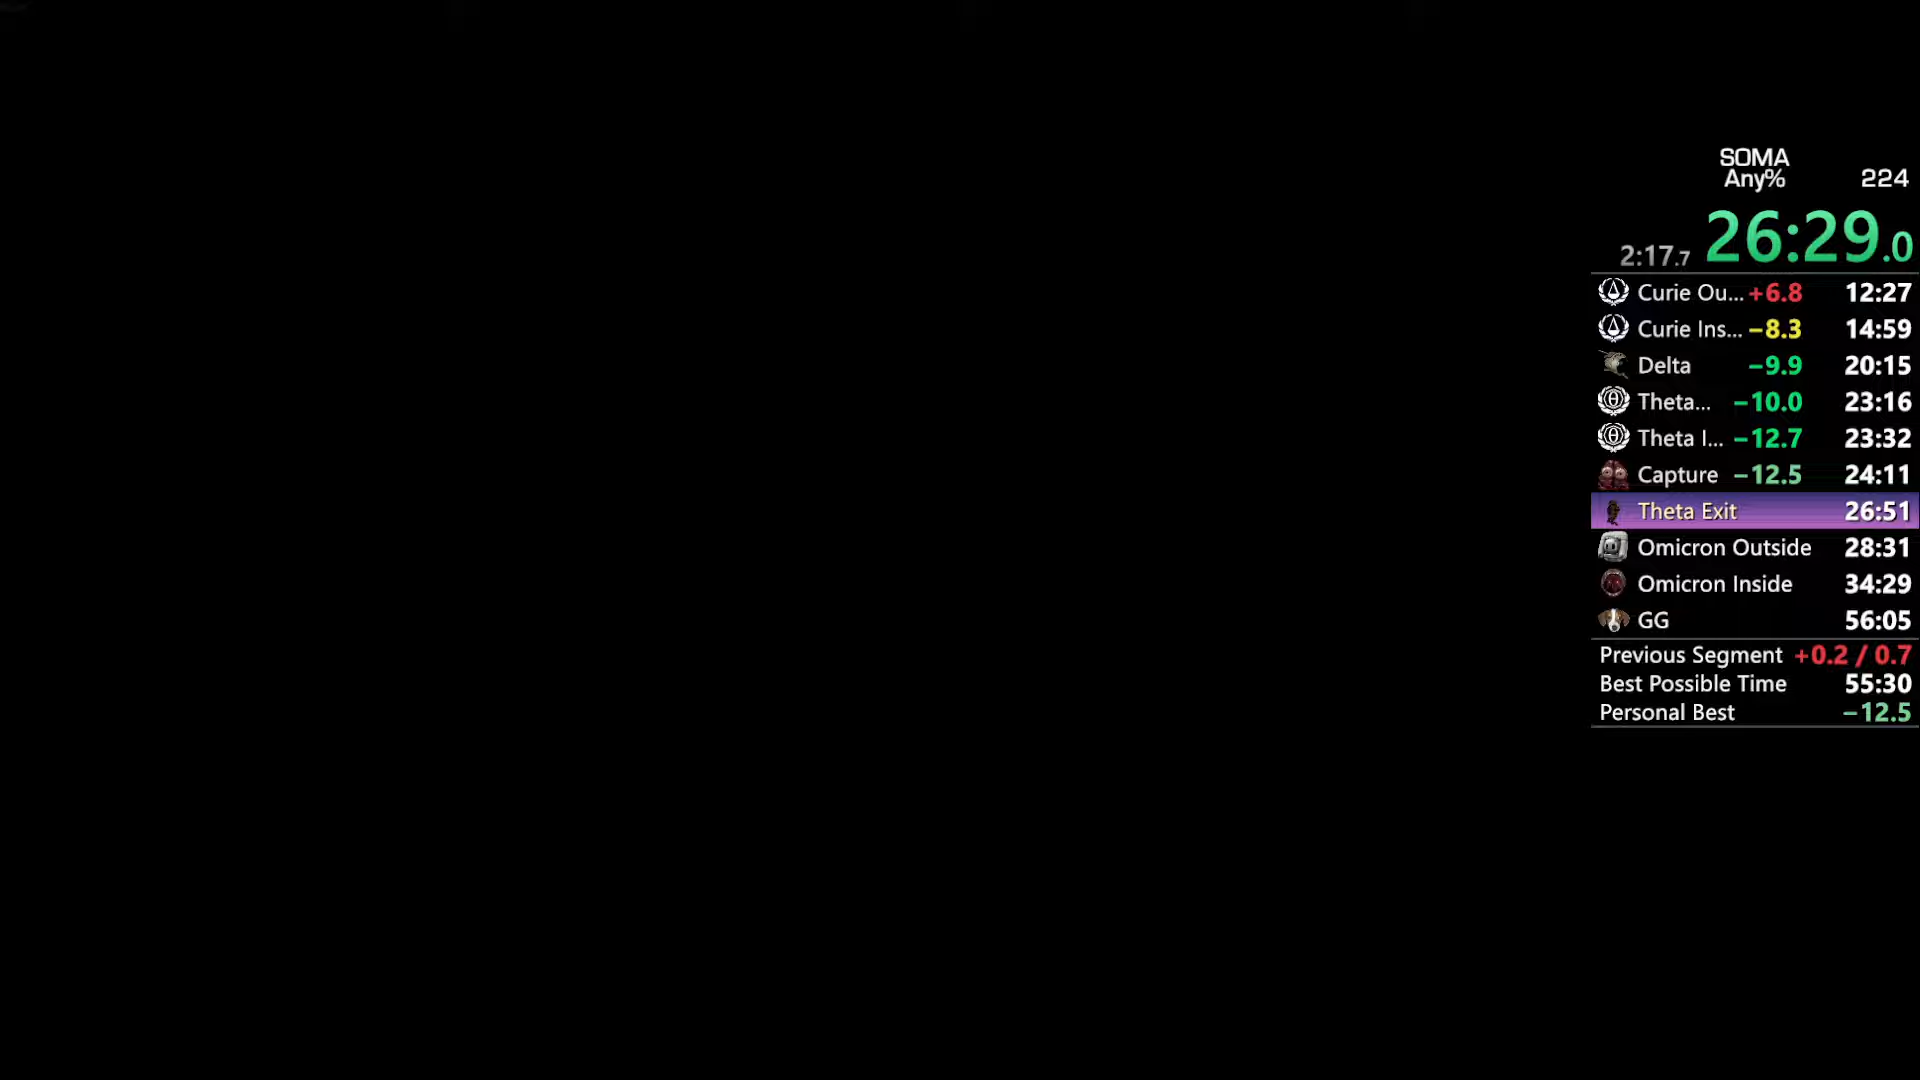 SOMA
Any% 224
2:17.7 26:29.0
Curie Ou... +6.8 12:27
Curie Ins... −8.3 14:59
Delta −9.9 20:15
Theta... −10.0 23:16
Theta I... −12.7 23:32
Capture −12.5 24:11
Theta Exit 26:51
Omicron Outside 28:31
Omicron Inside 34:29
GG 56:05
Previous Segment +0.2 / 0.7
Best Possible Time 55:30
Personal Best −12.5